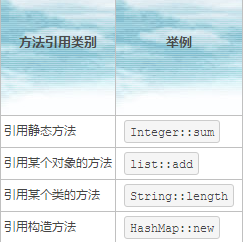 方法引用类别 举例
引用静态方法 Integer::sum
引用某个对象的方法 list::add
引用某个类的方法 String::length
引用构造方法 HashMap::new